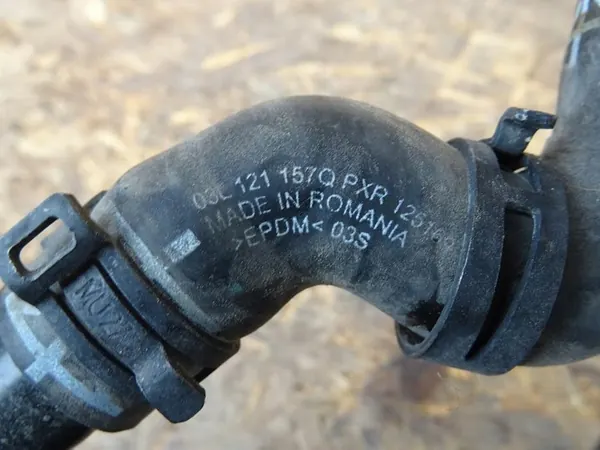 03L 121 157Q PXR
MADE IN ROMANIA
>EPDM< 03S